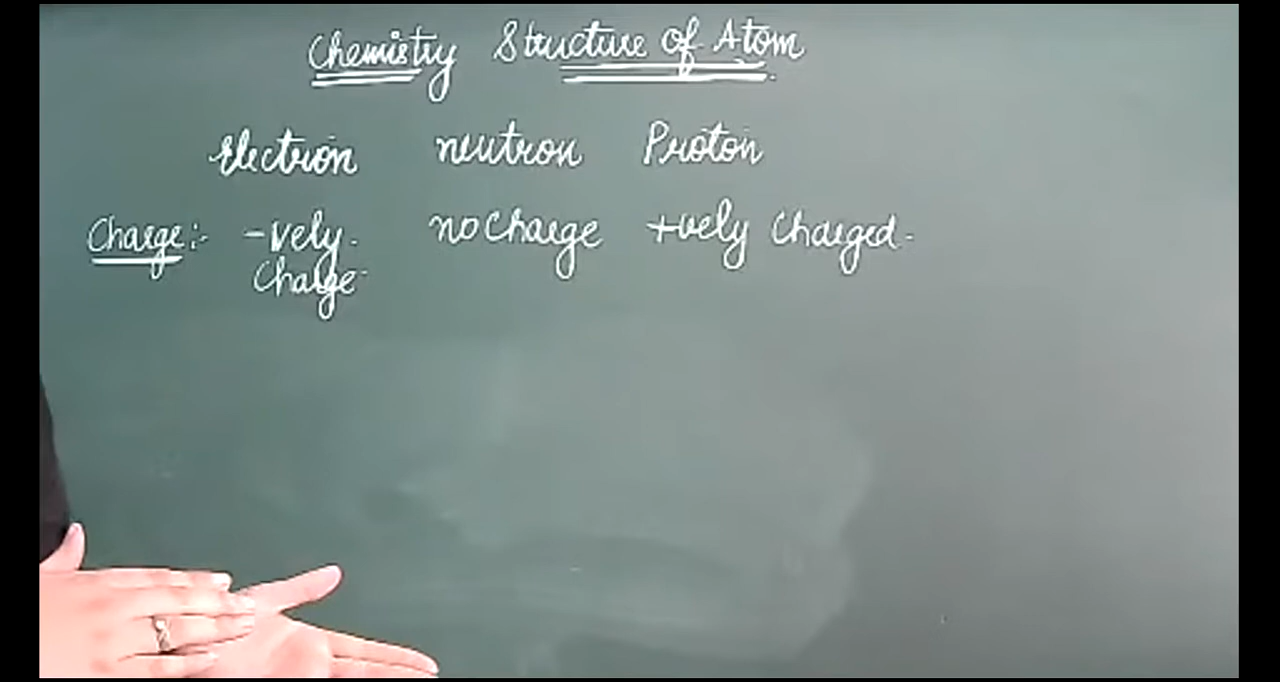 Chemistry Structure of Atom.
Electron neutron Proton
Charge:- -vely. no Charge +vely Charged.
Charge-